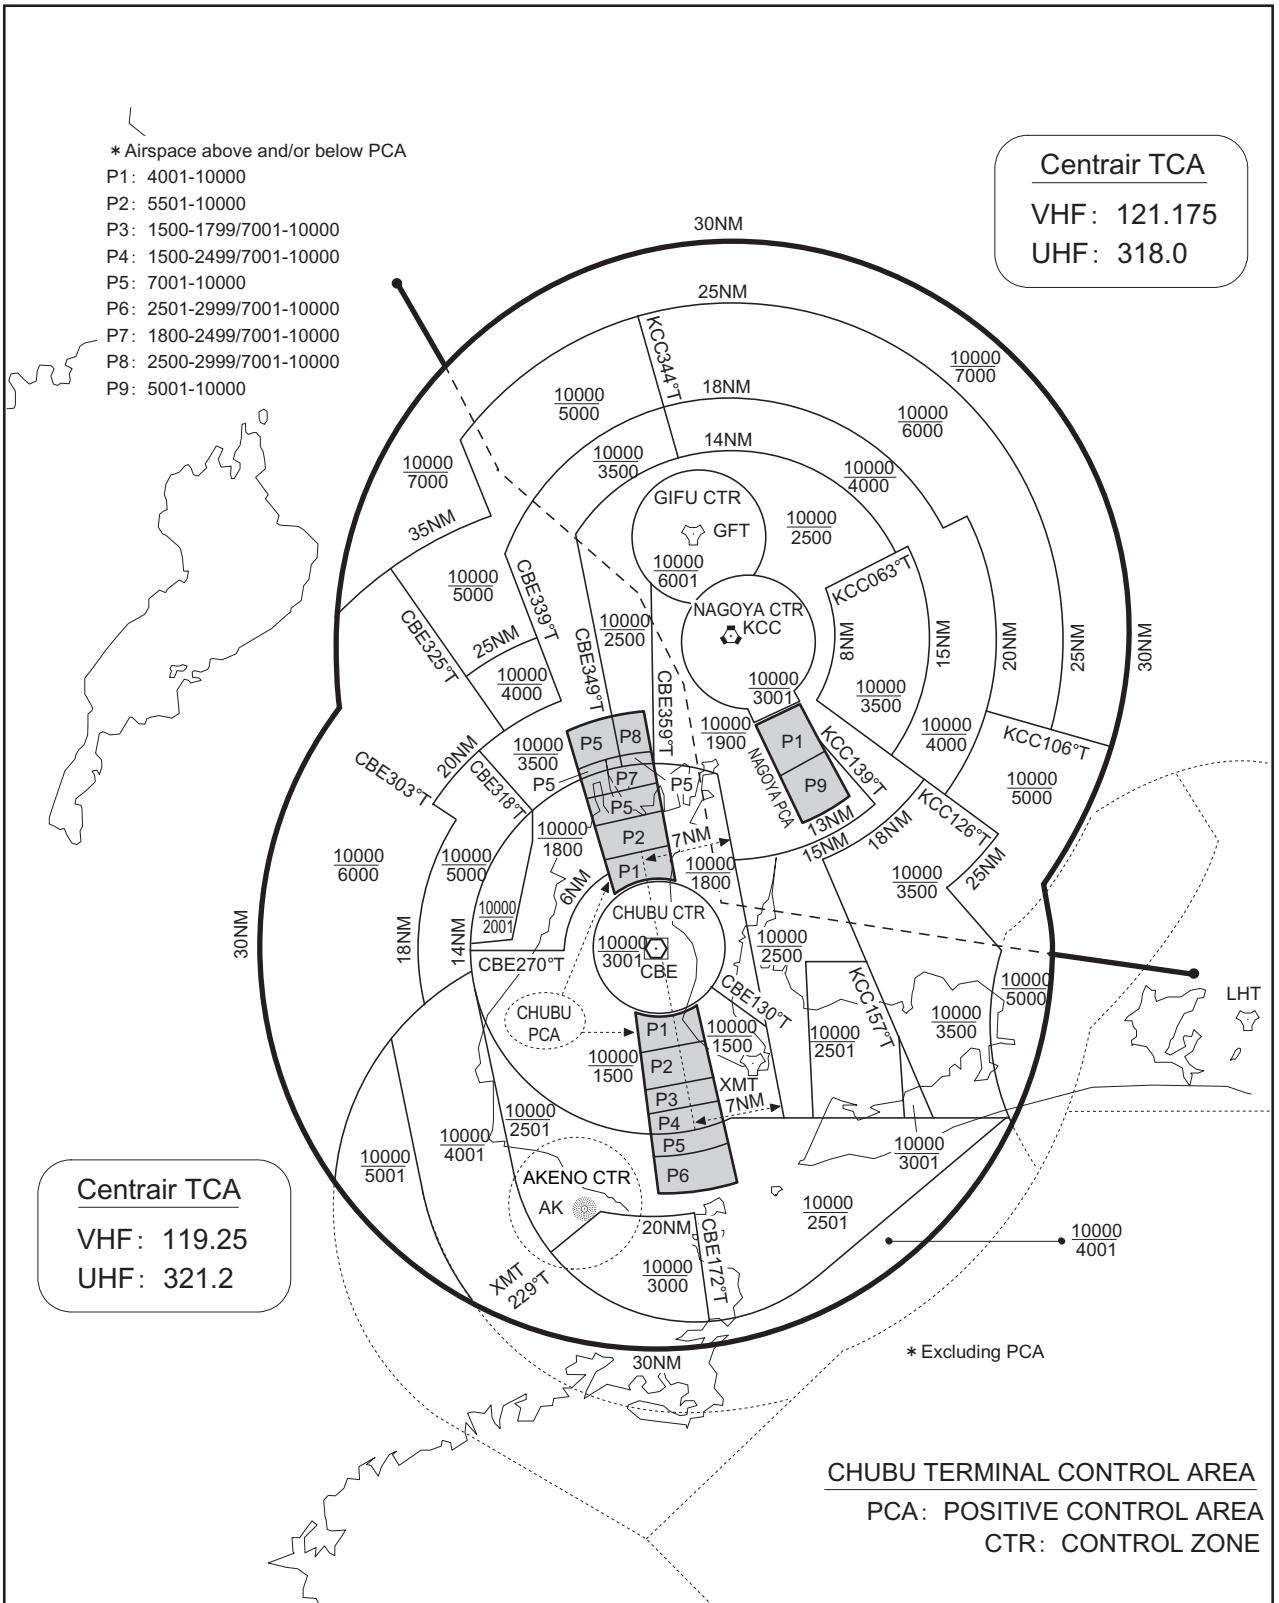 * Airspace above and/or below PCA
P1: 4001-10000
P2: 5501-10000
P3: 1500-1799/7001-10000
P4: 1500-2499/7001-10000
P5: 7001-10000
P6: 2501-2999/7001-10000
P7: 1800-2499/7001-10000
P8: 2500-2999/7001-10000
P9: 5001-10000
Centrair TCA
VHF: 121.175
UHF: 318.0
30NM
25NM
KCC344°T
10000
7000
10000
5000
18NM
10000
6000
14NM
10000
3500
10000
4000
10000
7000
GIFU CTR
GFT
10000
2500
35NM
10000
6001
10000
5000
CBE339°T
KCC063°T
NAGOYA CTR
KCC
10000
2500
CBE325°T
25NM
CBE349°T
8NM
15NM
20NM
25NM
30NM
10000
4000
10000
3001
10000
3500
CBE359°T
10000
1900
10000
4000
KCC106°T
P5
P8
P1
KCC139°T
20NM
10000
3500
CBE303°T
CBE318°T
P5
P7
P5
P9
NAGOYA PCA
10000
5000
P5
KCC126°T
13NM
15NM
18NM
10000
1800
P2
7NM
10000
6000
10000
5000
P1
10000
1800
10000
3500
25NM
6NM
10000
2001
CHUBU CTR
30NM
18NM
14NM
10000
3001
CBE
10000
2500
CBE270°T
CBE130°T
KCC157°T
10000
5000
LHT
CHUBU
PCA
P1
10000
1500
10000
2501
10000
3500
10000
1500
P2
XMT
P3
7NM
10000
2501
P4
10000
4001
P5
10000
3001
10000
5001
AKENO CTR
P6
AK
10000
2501
20NM
CBE172°T
10000
4001
XMT
229°T
10000
3000
Centrair TCA
VHF: 119.25
UHF: 321.2
30NM
* Excluding PCA
CHUBU TERMINAL CONTROL AREA
PCA: POSITIVE CONTROL AREA
CTR: CONTROL ZONE